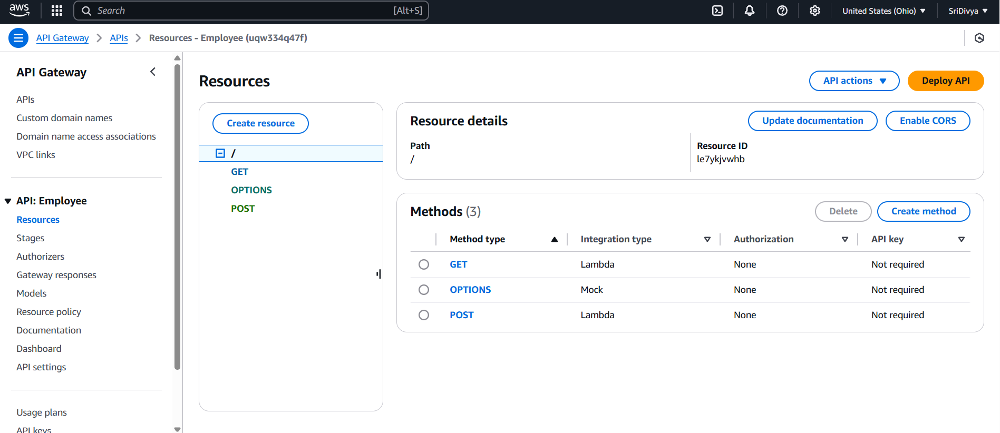 aws
Search [Alt+S]
United States (Ohio)
SriDivya
API Gateway APIs Resources - Employee (uqw334q47f)
API Gateway
APIs
Custom domain names
Domain name access associations
VPC links
API: Employee
Resources
Stages
Authorizers
Gateway responses
Models
Resource policy
Documentation
Dashboard
API settings
Usage plans
API keys
Resources
API actions
Deploy API
Create resource
/
GET
OPTIONS
POST
Resource details
Update documentation
Enable CORS
Path
/
Resource ID
le7ykjvwhb
Methods (3)
Delete
Create method
Method type Integration type Authorization API key
GET Lambda None Not required
OPTIONS Mock None Not required
POST Lambda None Not required